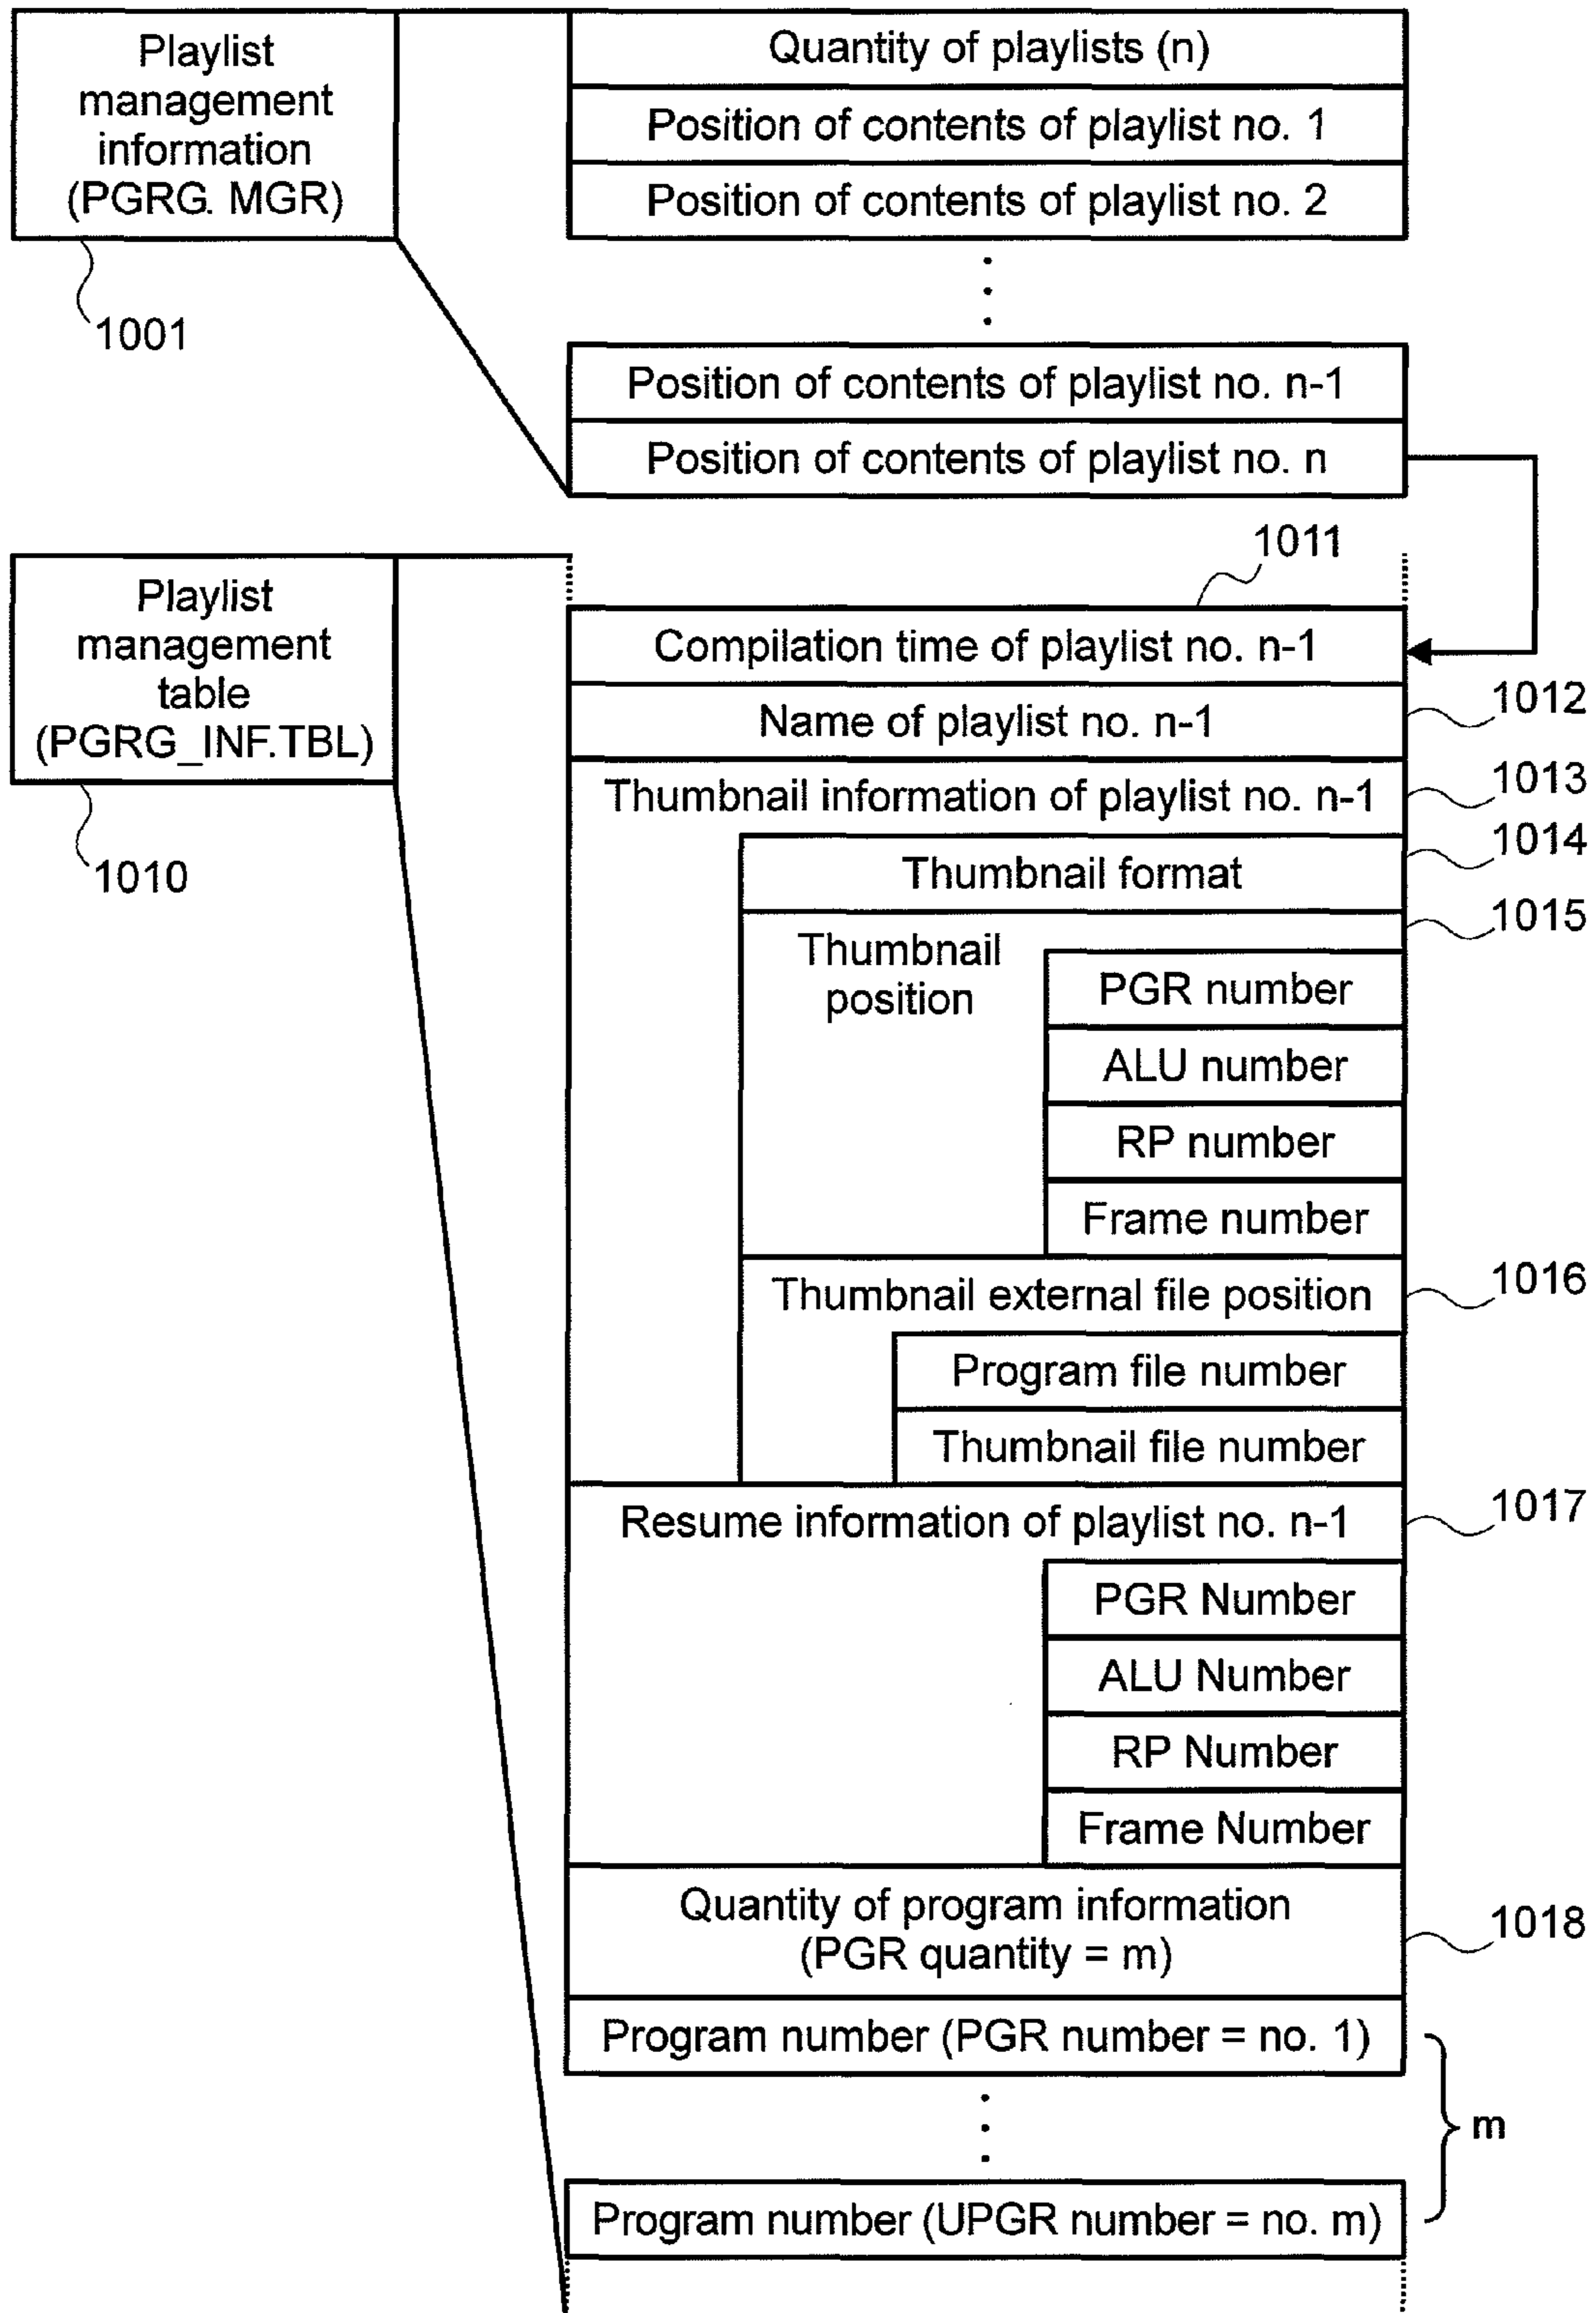 Playlist
management
information
(PGRG. MGR)
1001
Quantity of playlists (n)
Position of contents of playlist no. 1
Position of contents of playlist no. 2
Position of contents of playlist no. n-1
Position of contents of playlist no. n
Playlist
management
table
(PGRG_INF.TBL)
1010
1011
Compilation time of playlist no. n-1
Name of playlist no. n-1
1012
Thumbnail information of playlist no. n-1
1013
Thumbnail format
1014
1015
Thumbnail
position
PGR number
ALU number
RP number
Frame number
Thumbnail external file position
1016
Program file number
Thumbnail file number
Resume information of playlist no. n-1
1017
PGR Number
ALU Number
RP Number
Frame Number
Quantity of program information
(PGR quantity = m)
1018
Program number (PGR number = no. 1)
m
Program number (UPGR number = no. m)